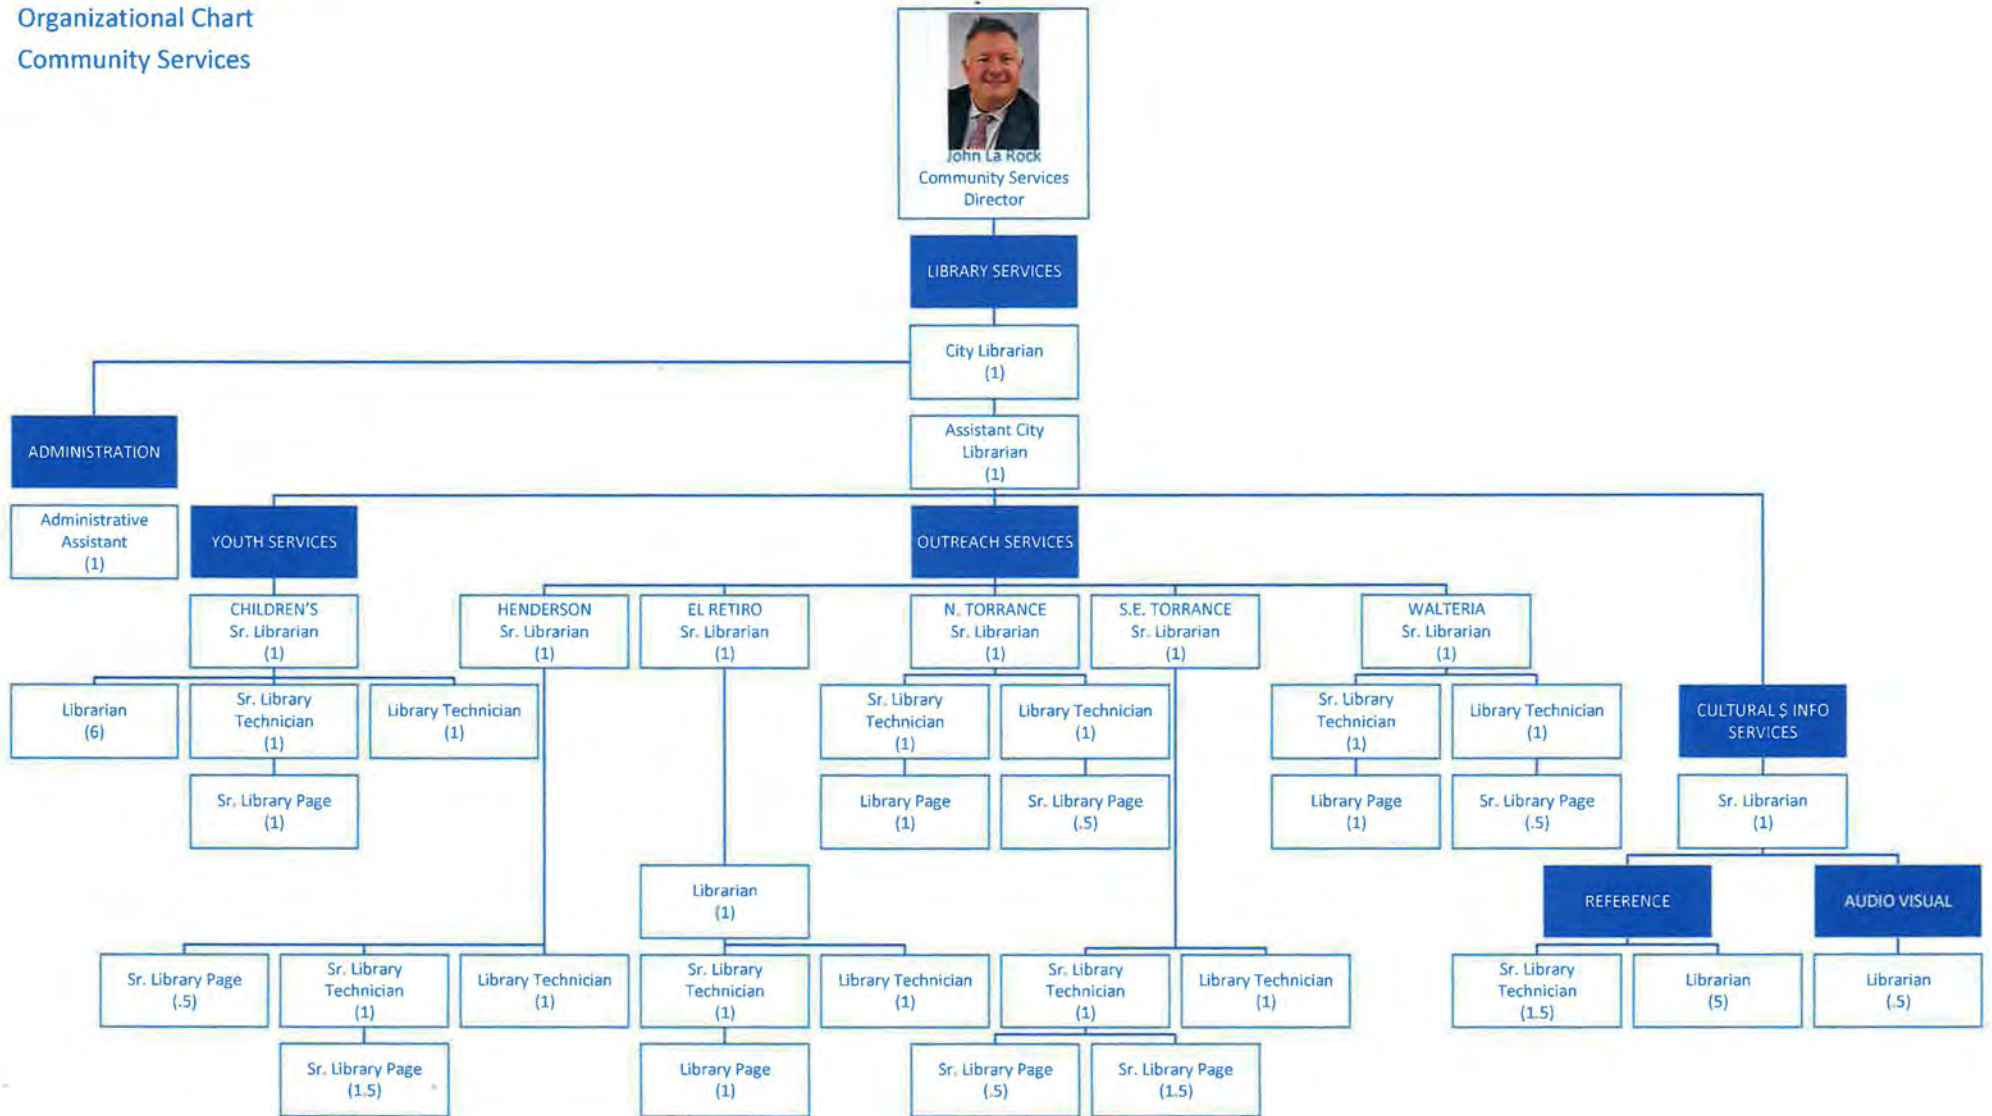 Organizational Chart
Community Services
John La Rock
Community Services
Director
LIBRARY SERVICES
City Librarian
(1)
ADMINISTRATION
Assistant City
Librarian
(1)
Administrative
Assistant
(1)
YOUTH SERVICES
OUTREACH SERVICES
CHILDREN'S
Sr. Librarian
(1)
HENDERSON
Sr. Librarian
(1)
EL RETIRO
Sr. Librarian
(1)
N. TORRANCE
Sr. Librarian
(1)
S.E. TORRANCE
Sr. Librarian
(1)
WALTERIA
Sr. Librarian
(1)
Librarian
(6)
Sr. Library
Technician
(1)
Library Technician
(1)
Sr. Library
Technician
(1)
Library Technician
(1)
Sr. Library
Technician
(1)
Library Technician
(1)
CULTURAL $ INFO
SERVICES
Sr. Library Page
(1)
Library Page
(1)
Sr. Library Page
(.5)
Library Page
(1)
Sr. Library Page
(.5)
Sr. Librarian
(1)
Librarian
(1)
REFERENCE
AUDIO VISUAL
Sr. Library Page
(.5)
Sr. Library
Technician
(1)
Library Technician
(1)
Sr. Library
Technician
(1)
Library Technician
(1)
Sr. Library
Technician
(1)
Library Technician
(1)
Sr. Library
Technician
(1.5)
Librarian
(5)
Librarian
(.5)
Sr. Library Page
(1.5)
Library Page
(1)
Sr. Library Page
(.5)
Sr. Library Page
(1.5)